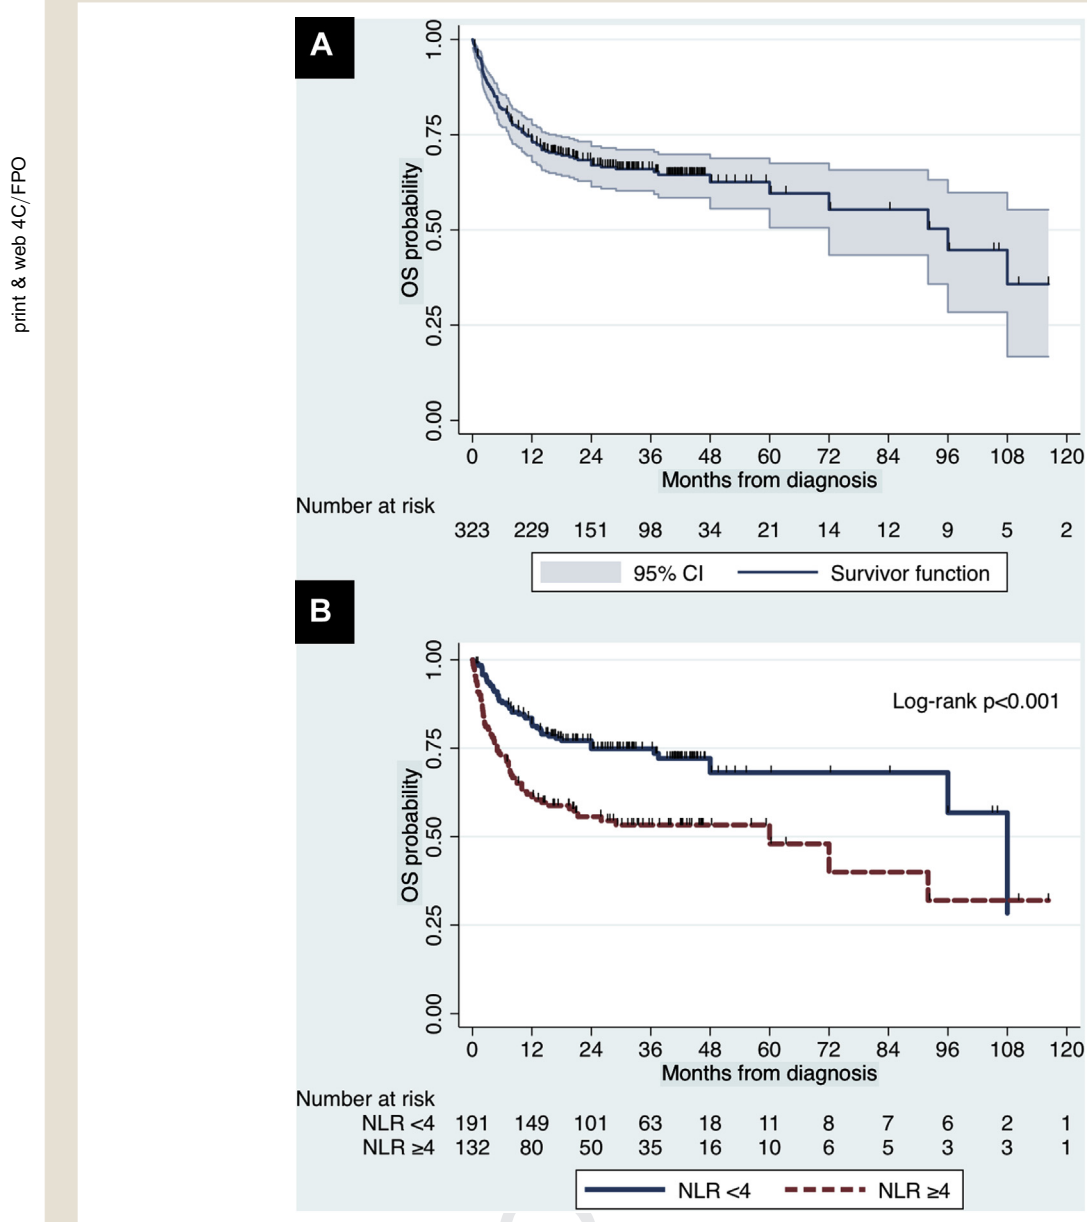 print & web 4C/FPO
A
OS probability
1.00
0.75
0.50
0.25
0.00
0 12 24 36 48 60 72 84 96 108 120
Months from diagnosis
Number at risk
323 229 151 98 34 21 14 12 9 5 2
95% CI Survivor function
B
Log-rank p<0.001
OS probability
1.00
0.75
0.50
0.25
0.00
0 12 24 36 48 60 72 84 96 108 120
Months from diagnosis
Number at risk
NLR <4 191 149 101 63 18 11 8 7 6 2 1
NLR ≥4 132 80 50 35 16 10 6 5 3 3 1
NLR <4 NLR ≥4